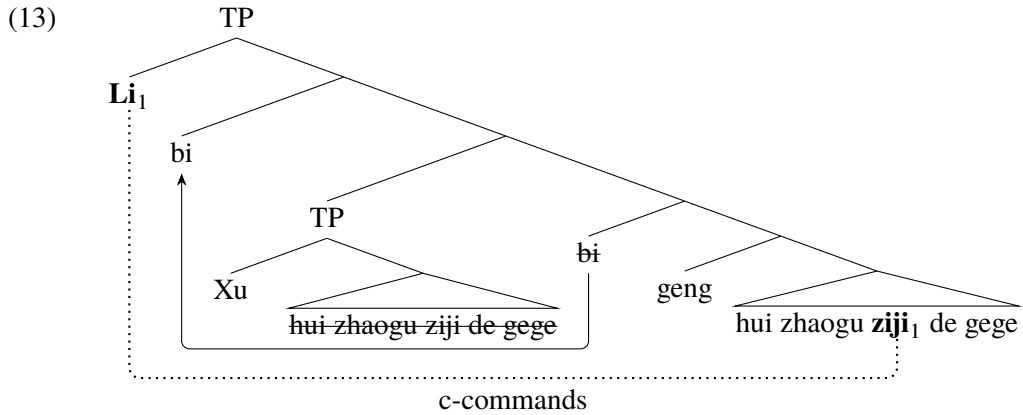 (13) TP
Li₁
bi
TP
bi
Xu
geng
hui zhaogu ziji de gege
hui zhaogu ziji₁ de gege
c-commands